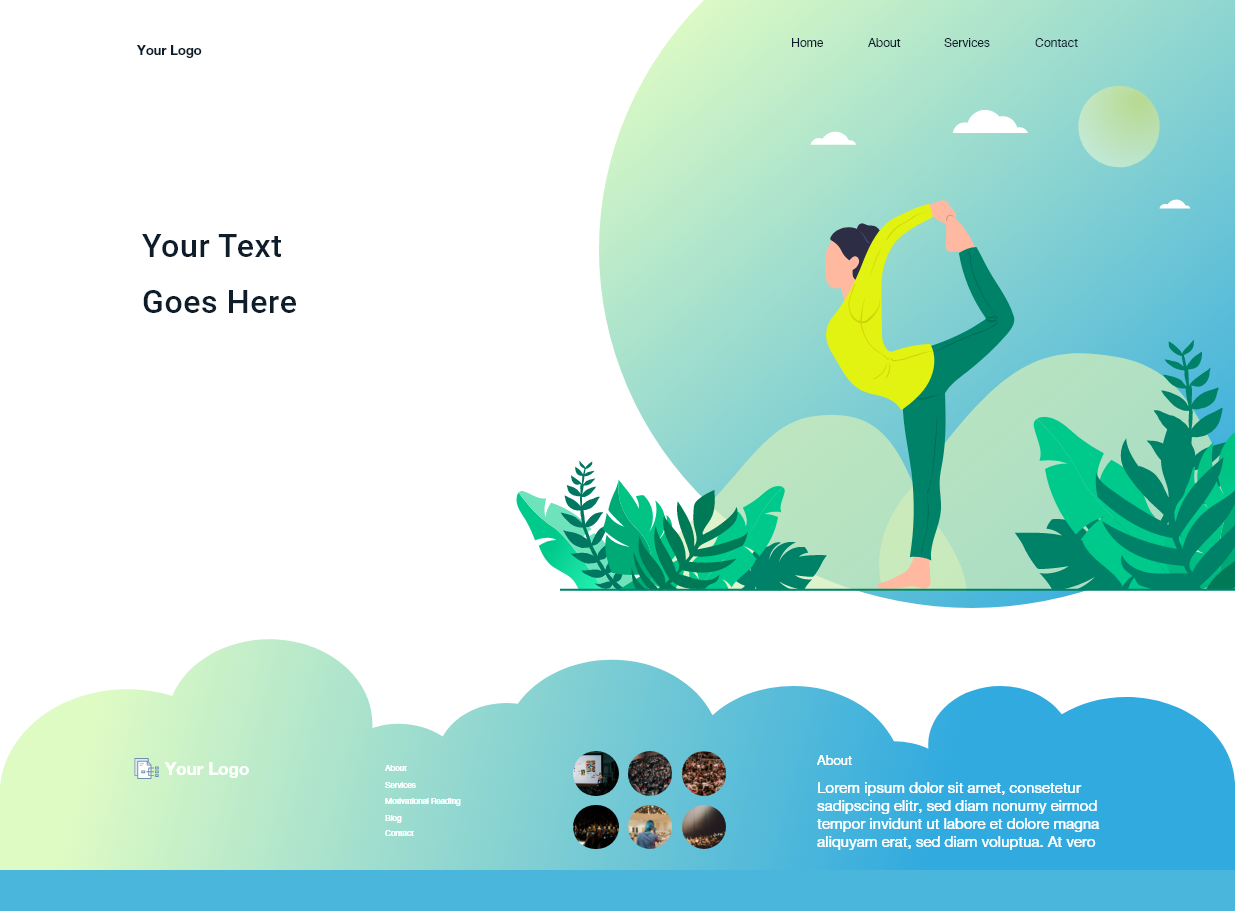 Your Logo
Home
About
Services
Contact
Your Text
Goes Here
Your Logo
About
Services
Motivational Reading
Blog
Contact
About
Lorem ipsum dolor sit amet, consetetur
sadipscing elitr, sed diam nonumy eirmod
tempor invidunt ut labore et dolore magna
aliquyam erat, sed diam voluptua. At vero